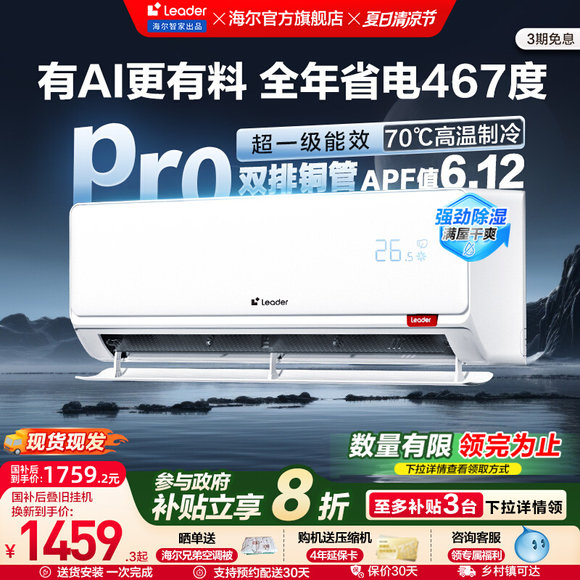 Leader
海尔智家出品
海尔官方旗舰店
夏日清凉节
3期免息
有AI更有料 全年省电467度
pro
超一级能效
70℃高温制冷
双排铜管 APF值6.12
强劲除湿
满屋干爽
26.5
Leader
Leader
现货现发
数量有限 领完为止
下拉详情查看领取方式
国补后
到手价:1759.2元
国补后叠旧挂机
换新到手价:
¥1459.3起
参与政府
补贴立享8折
至多补贴3台 下拉详情领
晒单送
海尔兄弟空调被
购机送压缩机
4年延保卡
咨询客服
领专属福利
送货安装 一次完成
支持预约配送30天
保价30天
乡村镇可达